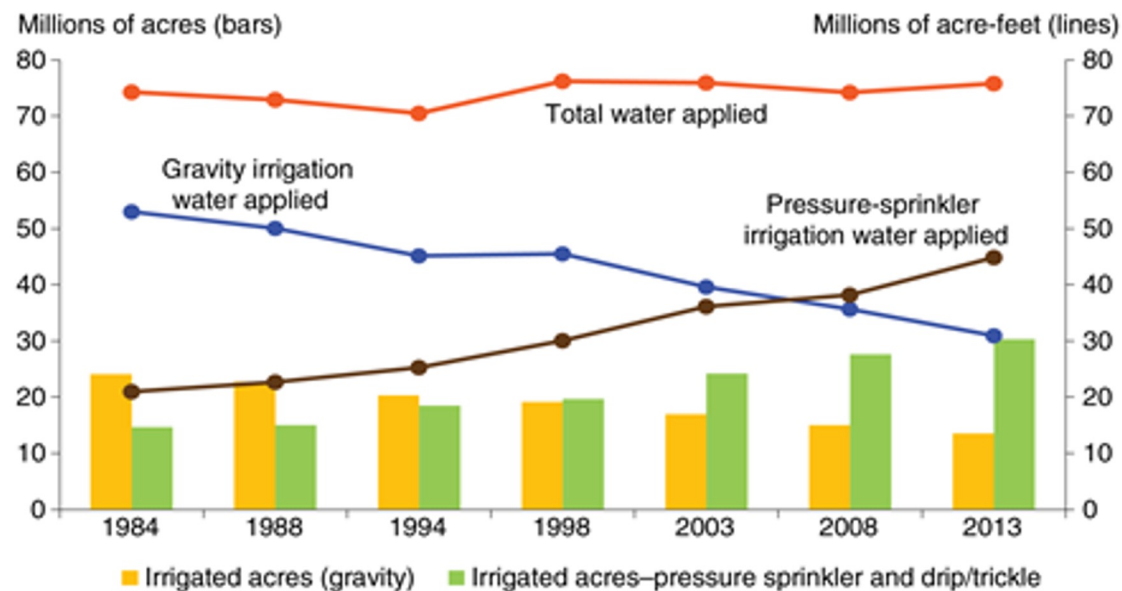 Millions of acres (bars)
Millions of acre-feet (lines)
80
70
60
50
40
30
20
10
0
80
70
60
50
40
30
20
10
0
Total water applied
Gravity irrigation
water applied
Pressure-sprinkler
irrigation water applied
1984 1988 1994 1998 2003 2008 2013
Irrigated acres (gravity)
Irrigated acres–pressure sprinkler and drip/trickle